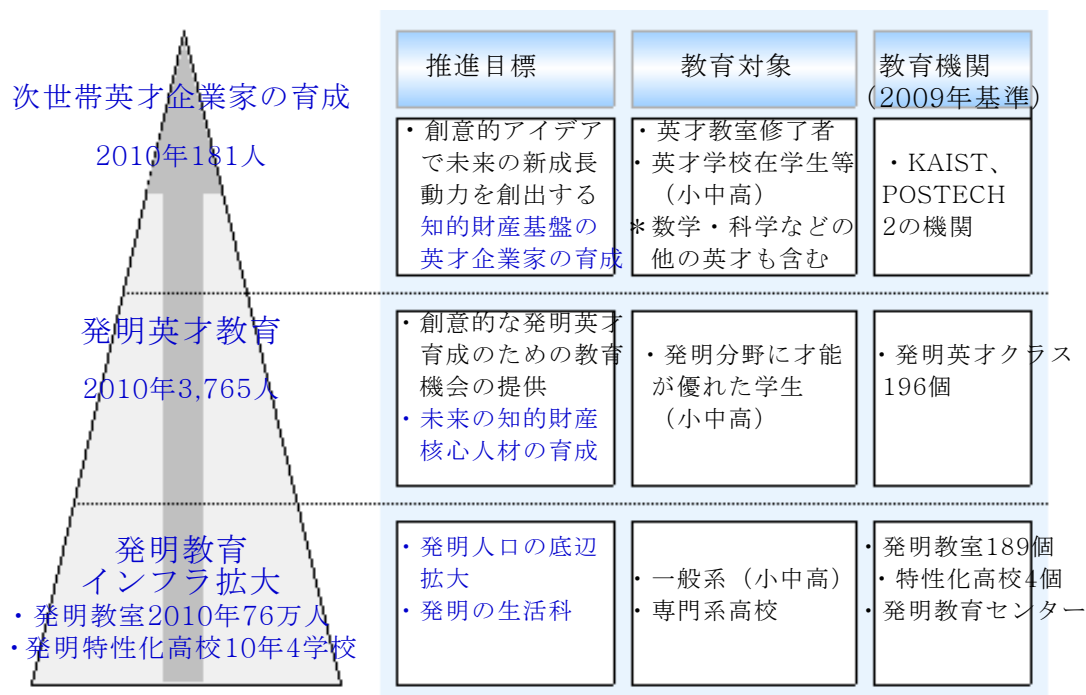 推進目標
教育対象
教育機関
(2009年基準)
次世帯英才企業家の育成
2010年181人
・創意的アイデア
で未来の新成長
動力を創出する
知的財産基盤の
英才企業家の育成
・英才教室修了者
・英才学校在学生等
（小中高）
＊数学・科学などの
他の英才も含む
・KAIST、
POSTECH
2の機関
発明英才教育
2010年3,765人
・創意的な発明英才
育成のための教育
機会の提供
・未来の知的財産
核心人材の育成
・発明分野に才能
が優れた学生
（小中高）
・発明英才クラス
196個
発明教育
インフラ拡大
・発明教室2010年76万人
・発明特性化高校10年4学校
・発明人口の底辺
拡大
・発明の生活科
・一般系（小中高）
・専門系高校
・発明教室189個
・特性化高校4個
・発明教育センター